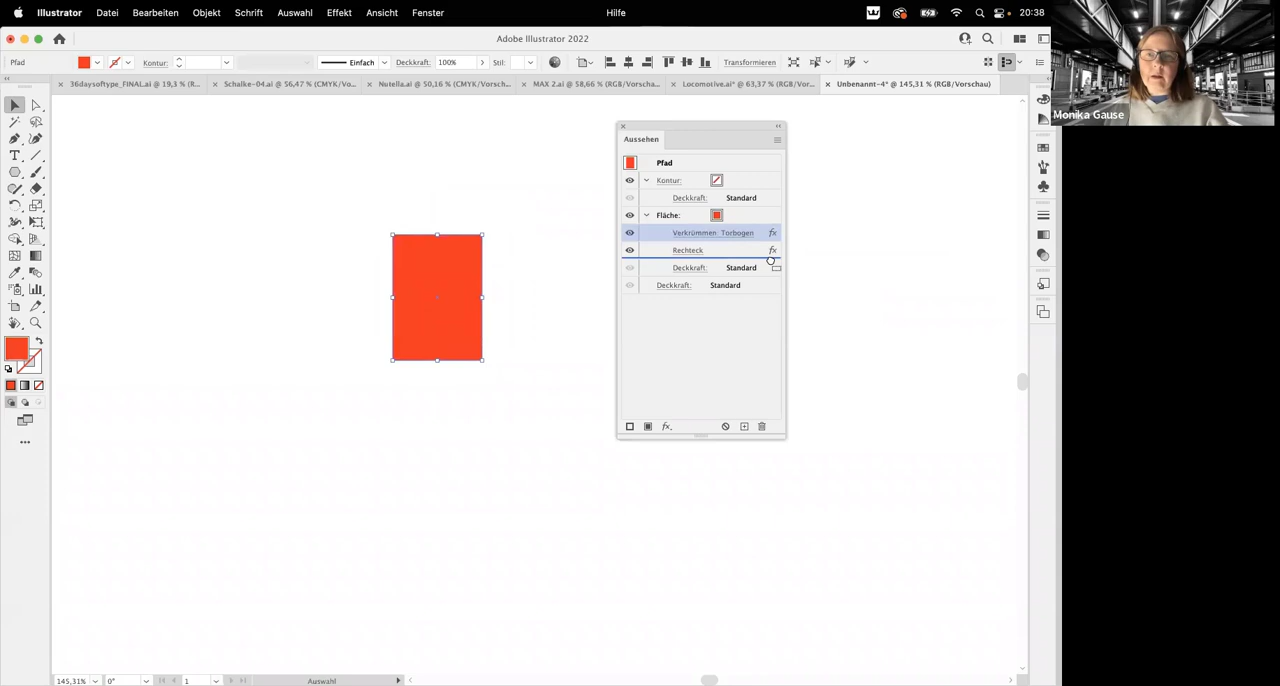 Illustrator Datei Bearbeiten Objekt Schrift Auswahl Effekt Ansicht Fenster Hilfe 20:38
Adobe Illustrator 2022
Pfad Kontur: Einfach Deckkraft: 100% Stil: Transformieren
36daysoftype_FINAL.ai @ 19,3 % (R... Schalke-04.ai @ 56,47 % (CMYK/Vo... Notella.ai @ 50,16 % (CMYK/Vorsch... MAX 2.ai @ 58,66 % (RGB/Vorscha... Locomotive.ai* @ 63,37 % (RGB/Vor... Unbenannt-4* @ 145,31 % (RGB/Vorschau)
Monika Gause
Aussehen
Pfad
Kontur:
Deckkraft: Standard
Fläche:
Verkrümmen Torbogen fx
Rechteck fx
Deckkraft: Standard
Deckkraft: Standard
fx.
145,31% 0° 1 Auswahl